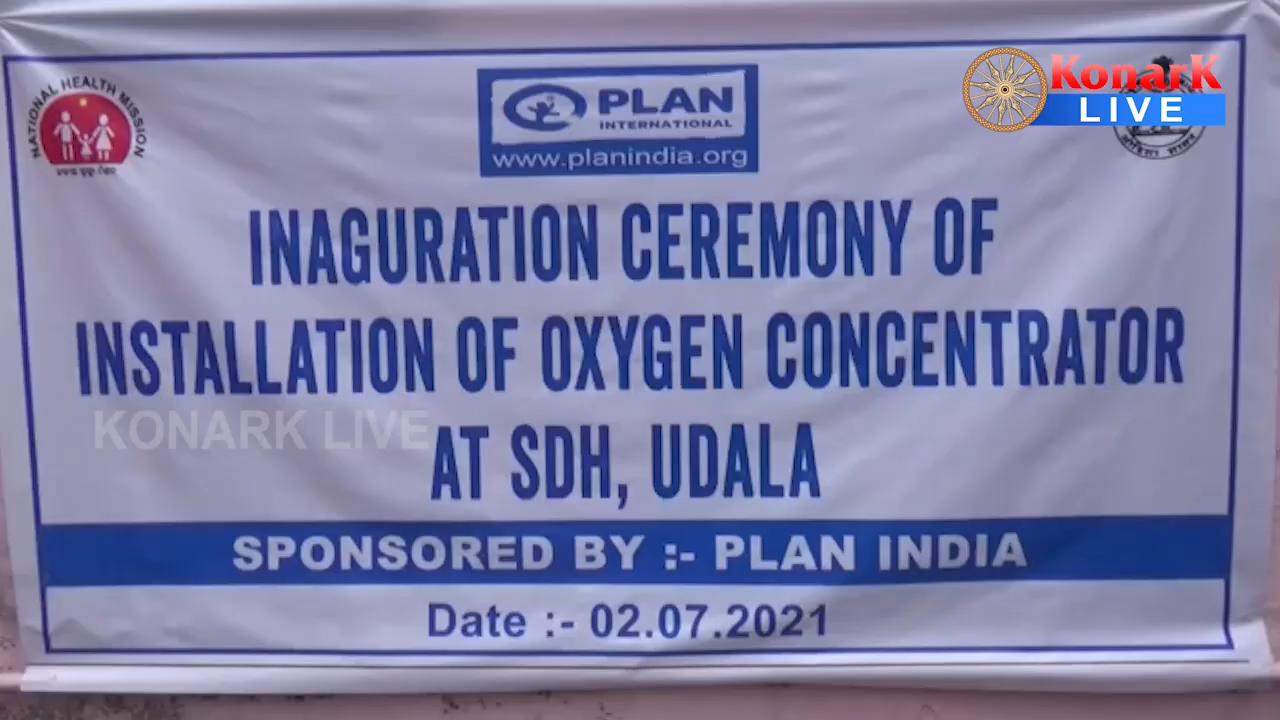 NATIONAL HEALTH MISSION
PLAN
INTERNATIONAL
www.planindia.org
KonarK
LIVE
INAGURATION CEREMONY OF
INSTALLATION OF OXYGEN CONCENTRATOR
KONARK LIVE
AT SDH, UDALA
SPONSORED BY :- PLAN INDIA
Date :- 02.07.2021